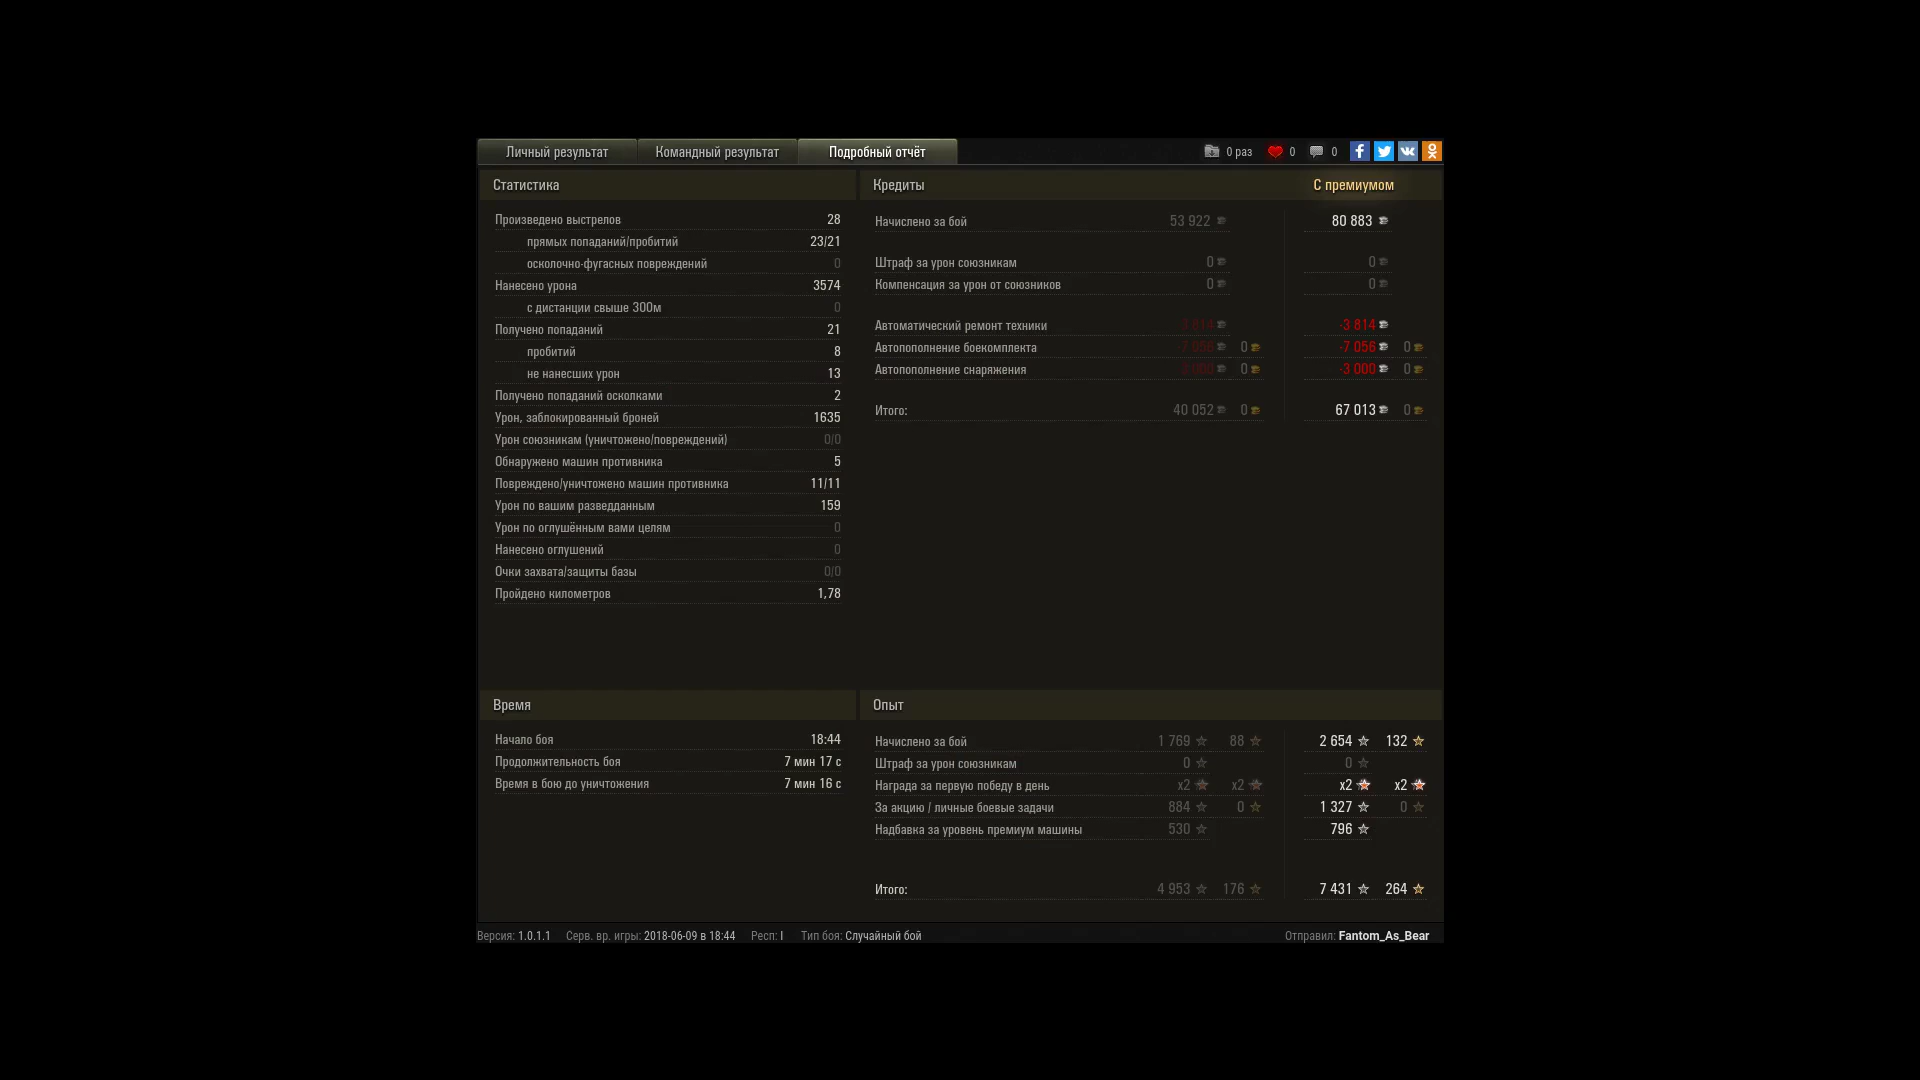 Личный результат Командный результат Подробный отчёт 0 раз 0 0
Статистика
Произведено выстрелов 28
прямых попаданий/пробитий 23/21
осколочно-фугасных повреждений 0
Нанесено урона 3574
с дистанции свыше 300м 0
Получено попаданий 21
пробитий 8
не нанесших урон 13
Получено попаданий осколками 2
Урон, заблокированный броней 1635
Урон союзникам (уничтожено/повреждений) 0/0
Обнаружено машин противника 5
Повреждено/уничтожено машин противника 11/11
Урон по вашим разведданным 159
Урон по оглушённым вами целям 0
Нанесено оглушений 0
Очки захвата/защиты базы 0/0
Пройдено километров 1,78
Кредиты С премиумом
Начислено за бой 53 922 80 883
Штраф за урон союзникам 0 0
Компенсация за урон от союзников 0 0
Автоматический ремонт техники -3 814 -3 814
Автопополнение боекомплекта -7 056 0 -7 056 0
Автопополнение снаряжения -3 000 0 -3 000 0
Итого: 40 052 0 67 013 0
Время
Начало боя 18:44
Продолжительность боя 7 мин 17 с
Время в бою до уничтожения 7 мин 16 с
Опыт
Начислено за бой 1 769 88 2 654 132
Штраф за урон союзникам 0 0
Награда за первую победу в день x2 x2 x2 x2
За акцию / личные боевые задачи 884 0 1 327 0
Надбавка за уровень премиум машины 530 796
Итого: 4 953 176 7 431 264
Версия: 1.0.1.1 Серв. вр. игры: 2018-06-09 в 18:44 Респ: I Тип боя: Случайный бой Отправил: Fantom_As_Bear